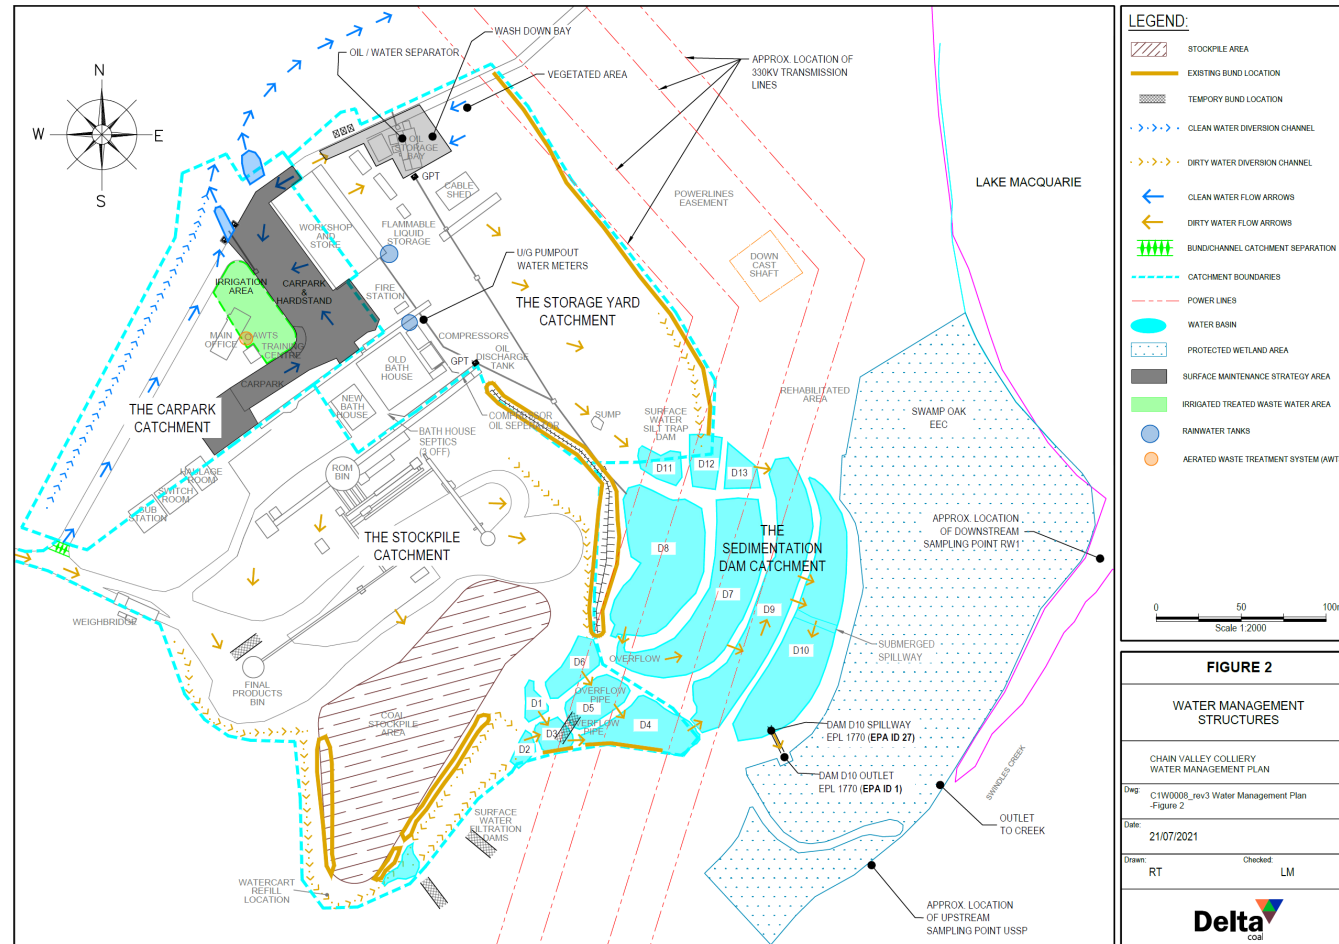 WASH DOWN BAY
OIL / WATER SEPARATOR
VEGETATED AREA
APPROX. LOCATION OF
330KV TRANSMISSION
LINES
N
W
E
S
OIL
STORAGE
BAY
GPT
CABLE
SHED
WORKSHOP
AND
STORE
FLAMMABLE
LIQUID
STORAGE
POWERLINES
EASEMENT
LAKE MACQUARIE
DOWN
CAST
SHAFT
U/G PUMPOUT
WATER METERS
IRRIGATION
AREA
CARPARK
&
HARDSTAND
FIRE
STATION
THE STORAGE YARD
CATCHMENT
MAIN
OFFICE
AWTS
TRAINING
CENTRE
COMPRESSORS
OIL
DISCHARGE
TANK
GPT
OLD
BATH
HOUSE
CARPARK
THE CARPARK
CATCHMENT
NEW
BATH
HOUSE
COMPRESSOR
OIL SEPERATOR
BATH HOUSE
SEPTICS
(3 OFF)
SUMP
SURFACE
WATER
SILT TRAP
DAM
REHABILITATED
AREA
SWAMP OAK
EEC
HAULAGE
ROOM
SWITCH
ROOM
SUB
STATION
ROM
BIN
D11
D12
D13
THE STOCKPILE
CATCHMENT
THE
SEDIMENTATION
DAM CATCHMENT
APPROX. LOCATION
OF DOWNSTREAM
SAMPLING POINT RW1
D8
D7
D9
D10
WEIGHBRIDGE
SUBMERGED
SPILLWAY
OVERFLOW
D6
FINAL
PRODUCTS
BIN
OVERFLOW
PIPE
D1
D5
D4
D3
D2
PIPE
COAL
STOCKPILE
AREA
DAM D10 SPILLWAY
EPL 1770 (EPA ID 27)
DAM D10 OUTLET
EPL 1770 (EPA ID 1)
SWINDLES CREEK
OUTLET
TO CREEK
SURFACE
WATER
FILTRATION
DAMS
WATERCART
REFILL
LOCATION
APPROX. LOCATION
OF UPSTREAM
SAMPLING POINT USSP
LEGEND:
STOCKPILE AREA
EXISTING BUND LOCATION
TEMPORY BUND LOCATION
CLEAN WATER DIVERSION CHANNEL
DIRTY WATER DIVERSION CHANNEL
CLEAN WATER FLOW ARROWS
DIRTY WATER FLOW ARROWS
BUND/CHANNEL CATCHMENT SEPARATION
CATCHMENT BOUNDARIES
POWER LINES
WATER BASIN
PROTECTED WETLAND AREA
SURFACE MAINTENANCE STRATEGY AREA
IRRIGATED TREATED WASTE WATER AREA
RAINWATER TANKS
AERATED WASTE TREATMENT SYSTEM (AWT
0 50 100m
Scale 1:2000
FIGURE 2
WATER MANAGEMENT
STRUCTURES
CHAIN VALLEY COLLIERY
WATER MANAGEMENT PLAN
Dwg: C1W0008_rev3 Water Management Plan
-Figure 2
Date:
21/07/2021
Drawn: Checked:
RT LM
Delta
coal